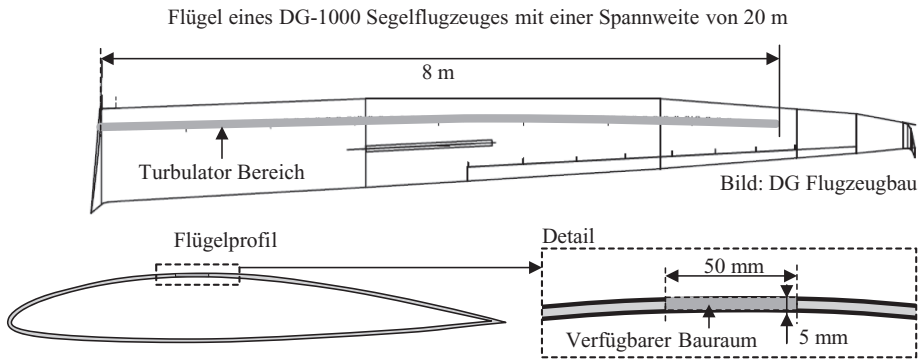 Flügel eines DG-1000 Segelflugzeuges mit einer Spannweite von 20 m
8 m
Turbulator Bereich
Bild: DG Flugzeugbau
Flügelprofil
Detail
50 mm
Verfügbarer Bauraum
5 mm